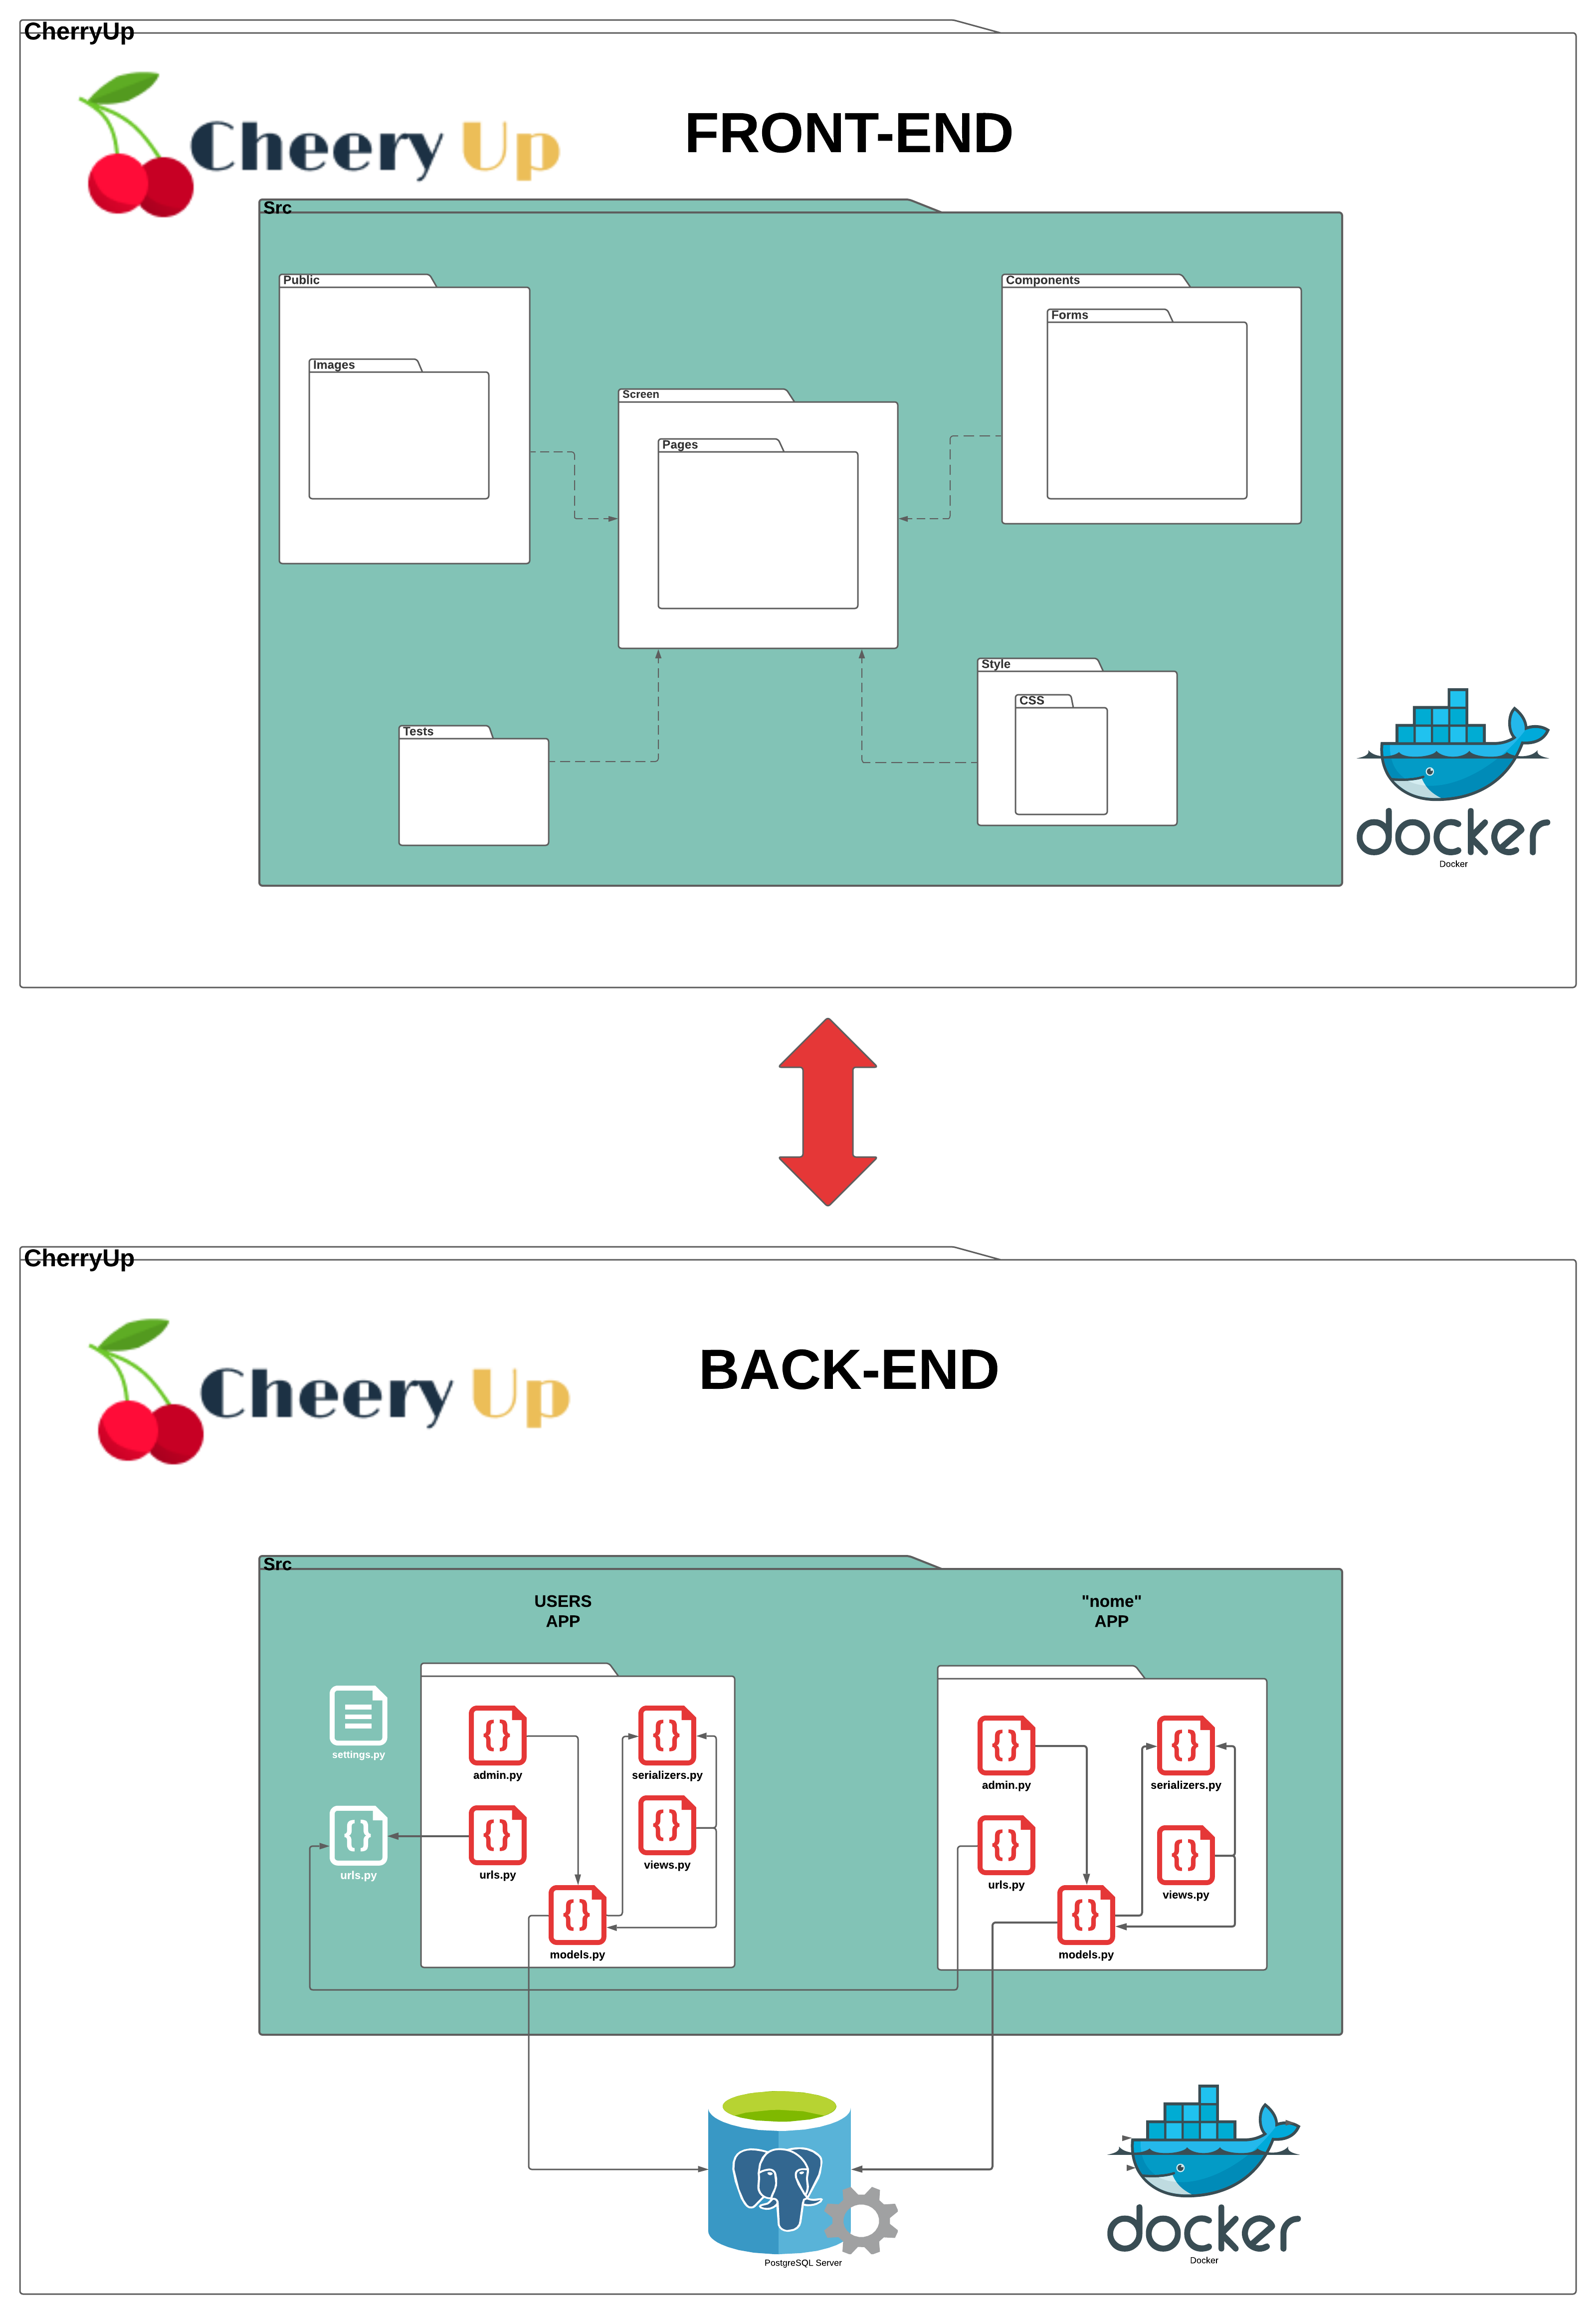 CherryUp
Cheery Up
FRONT-END
Src
Public
Components
Forms
Images
Screen
Pages
Style
CSS
Tests
docker
Docker
CherryUp
Cheery Up
BACK-END
Src
USERS
APP
"nome"
APP
settings.py
admin.py
serializers.py
admin.py
serializers.py
urls.py
urls.py
views.py
urls.py
views.py
models.py
models.py
PostgreSQL Server
docker
Docker